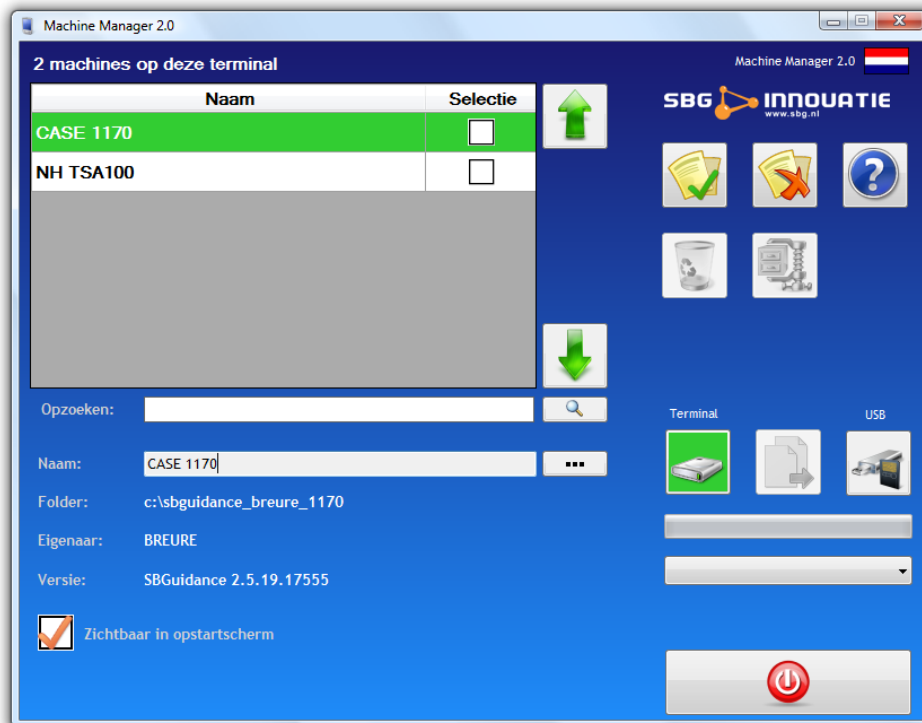 Machine Manager 2.0
2 machines op deze terminal
Machine Manager 2.0
Naam Selectie
CASE 1170
NH TSA100
SBG INNOVATIE
www.sbg.nl
Opzoeken:
Naam: CASE 1170
Folder: c:\sbguidance_breure_1170
Eigenaar: BREURE
Versie: SBGuidance 2.5.19.17555
Zichtbaar in opstartscherm
Terminal USB